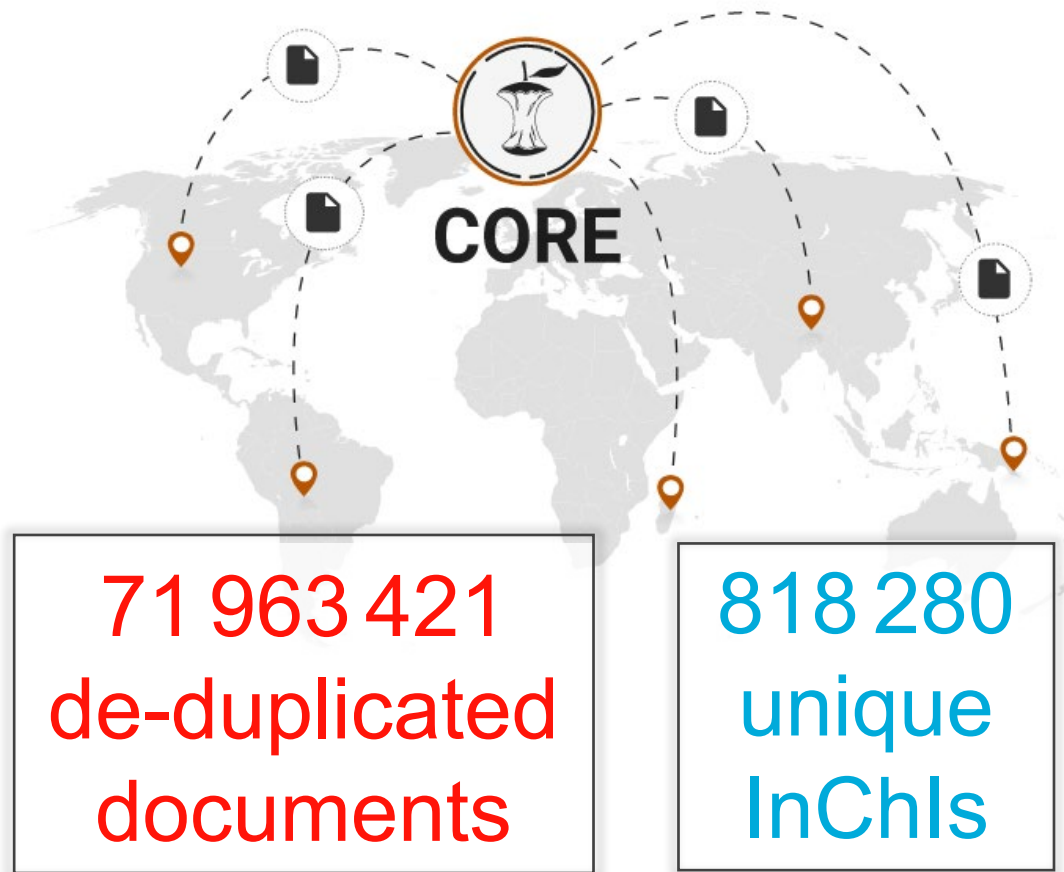 CORE
71 963 421
de-duplicated
documents
818 280
unique
InChIs